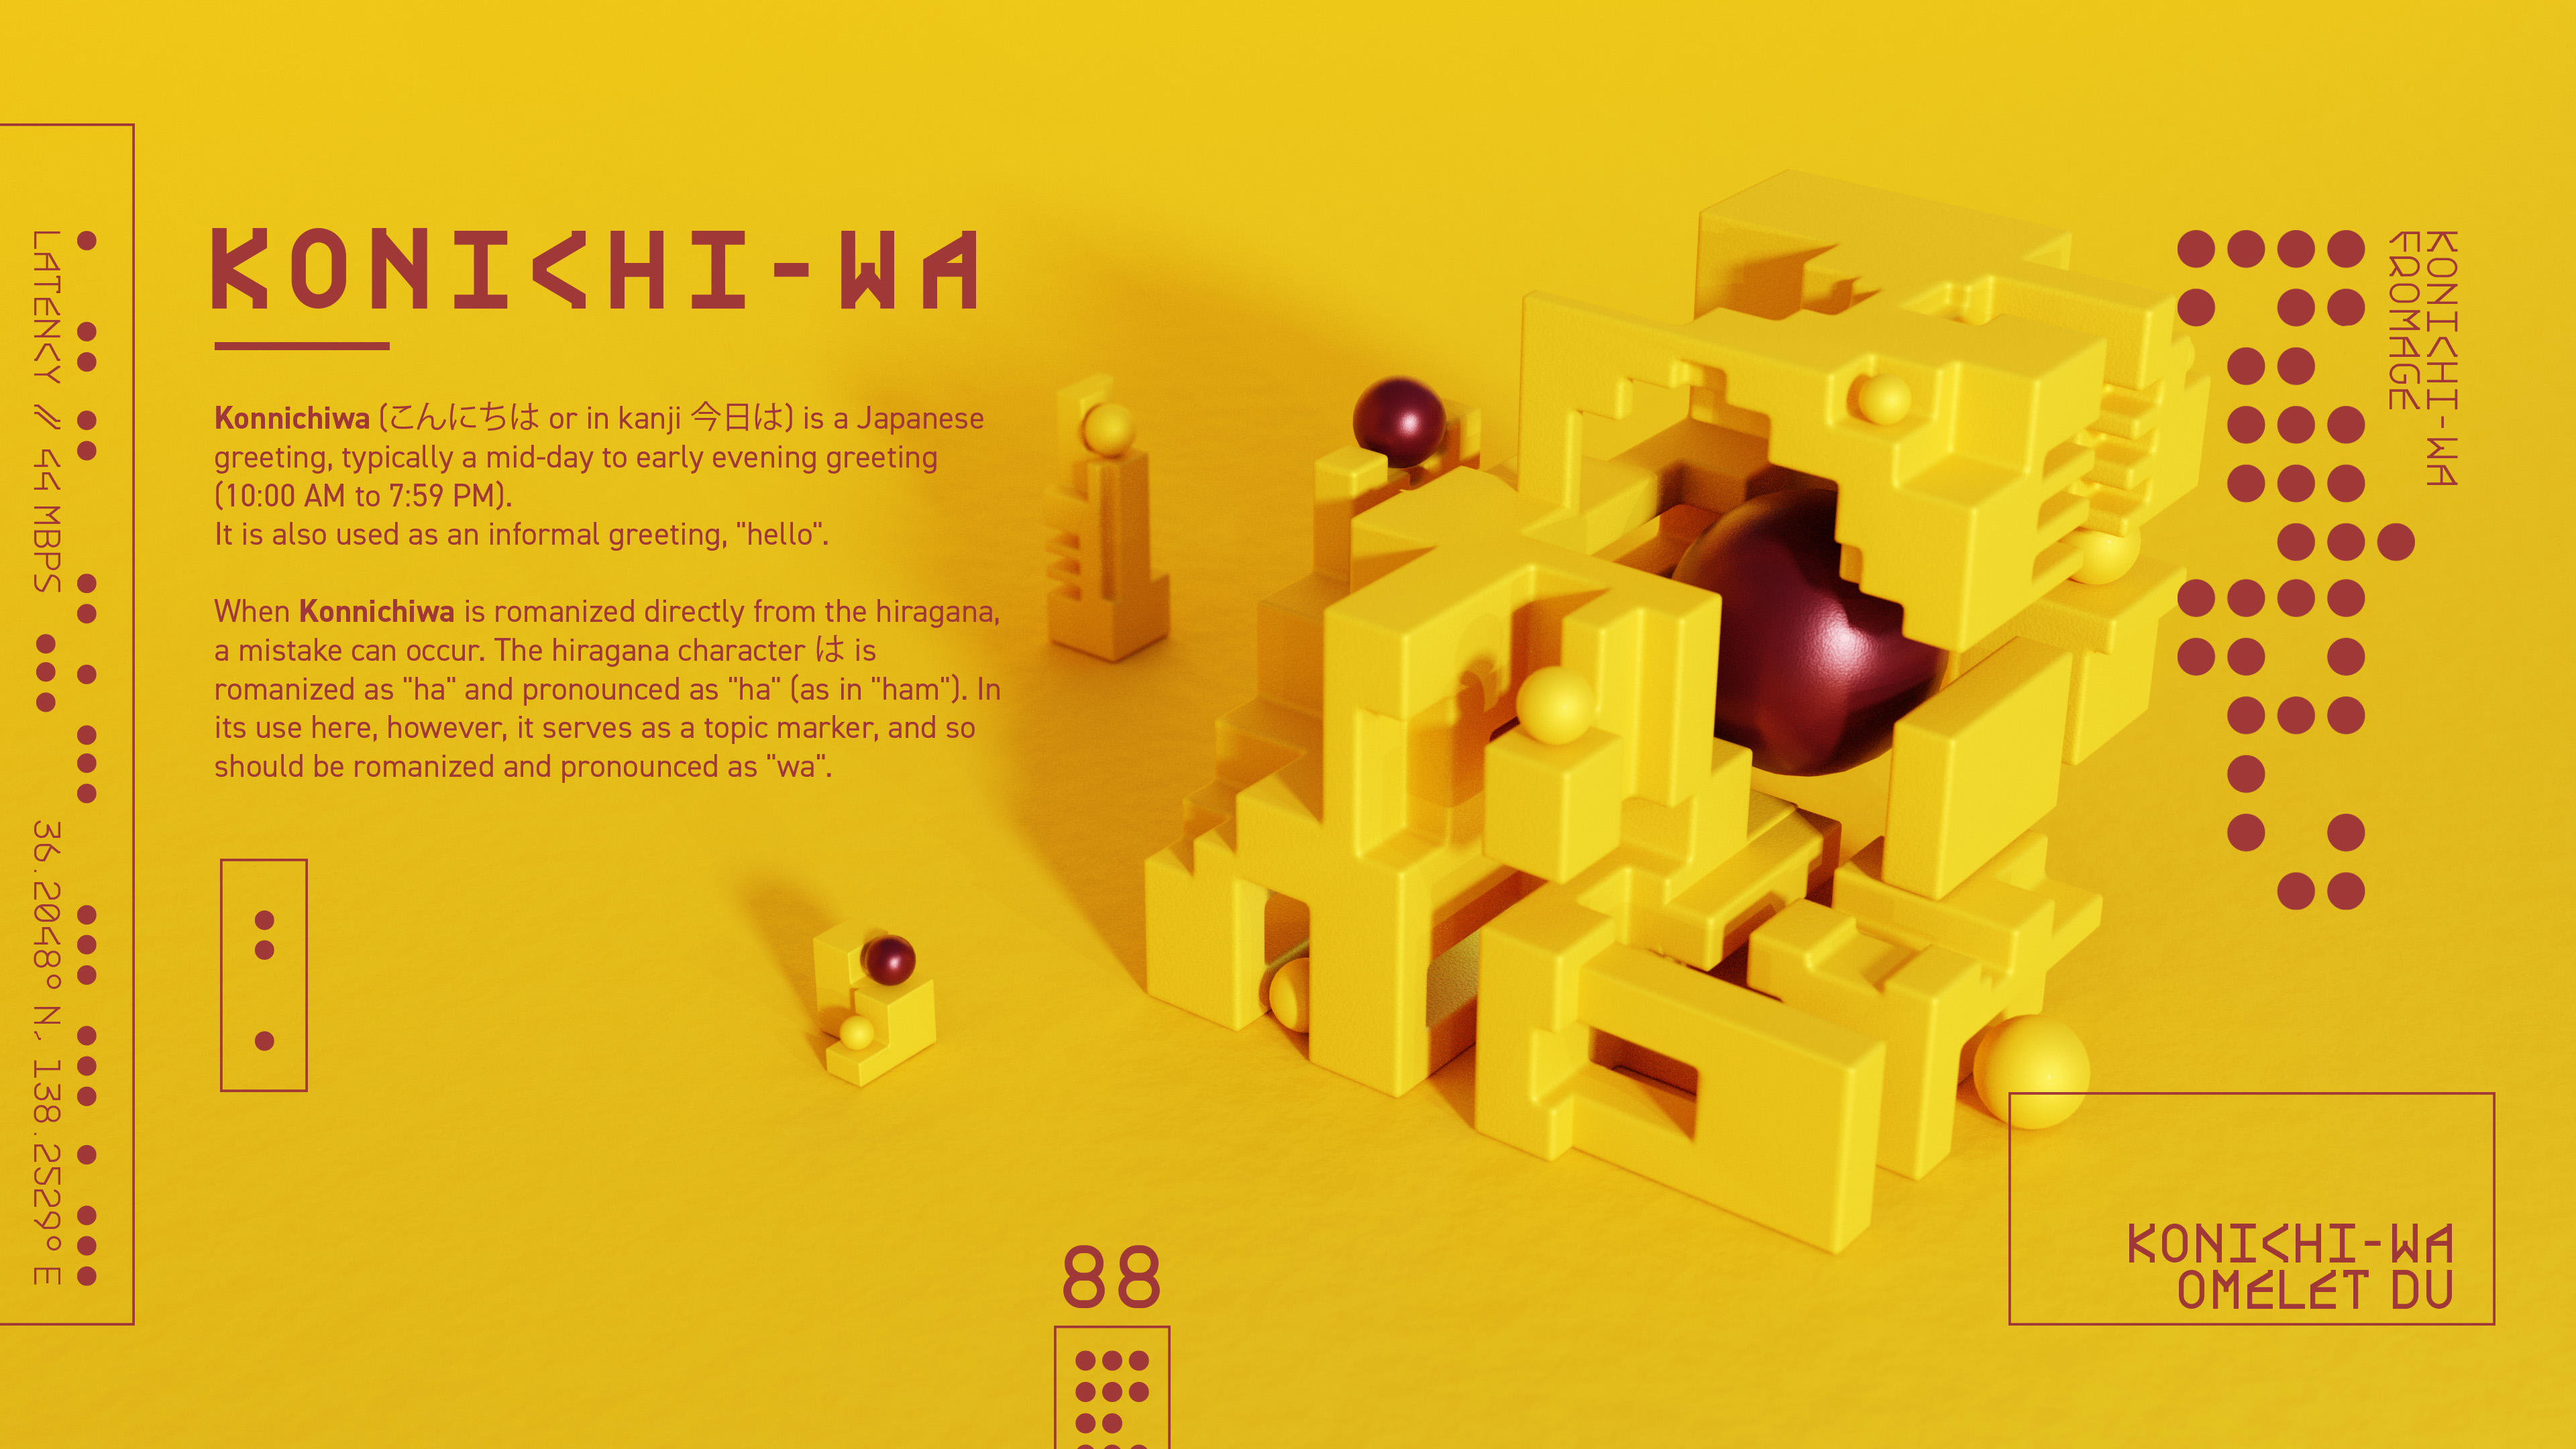 LATENCY // 44 MBPS
36.2048° N, 138.2529° E
KONICHI-WA
Konnichiwa (こんにちは or in kanji 今日は) is a Japanese
greeting, typically a mid-day to early evening greeting
(10:00 AM to 7:59 PM).
It is also used as an informal greeting, "hello".
When Konnichiwa is romanized directly from the hiragana,
a mistake can occur. The hiragana character は is
romanized as "ha" and pronounced as "ha" (as in "ham"). In
its use here, however, it serves as a topic marker, and so
should be romanized and pronounced as "wa".
KONICHI-WA
FROMAGE
88
KONICHI-WA
OMELET DU